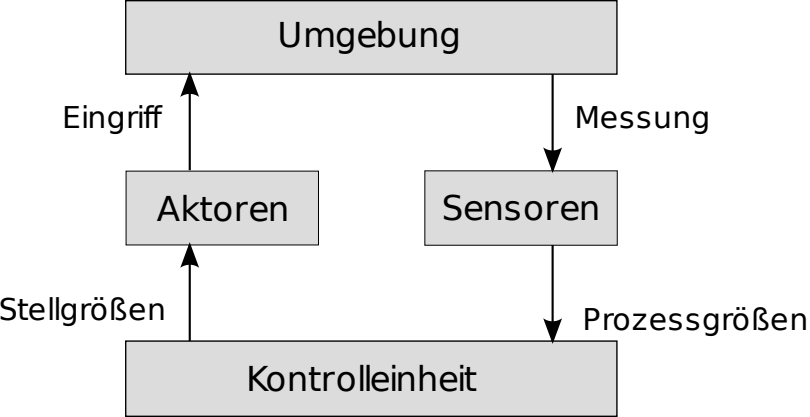 Umgebung
Eingriff
Messung
Aktoren
Sensoren
Stellgrößen
Prozessgrößen
Kontrolleinheit